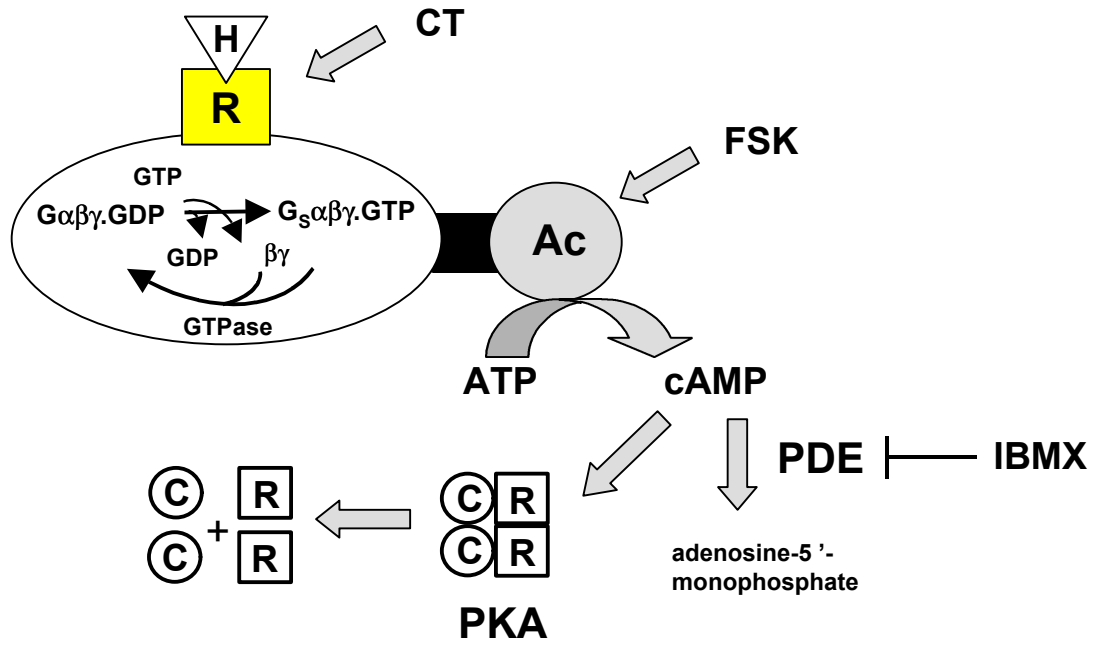 CT
H
R
FSK
GTP
Gαβγ.GDP
GSαβγ.GTP
GDP
βγ
GTPase
Ac
ATP
cAMP
PDE
IBMX
C
R
+
C
R
C
R
C
R
adenosine-5 ’-
monophosphate
PKA